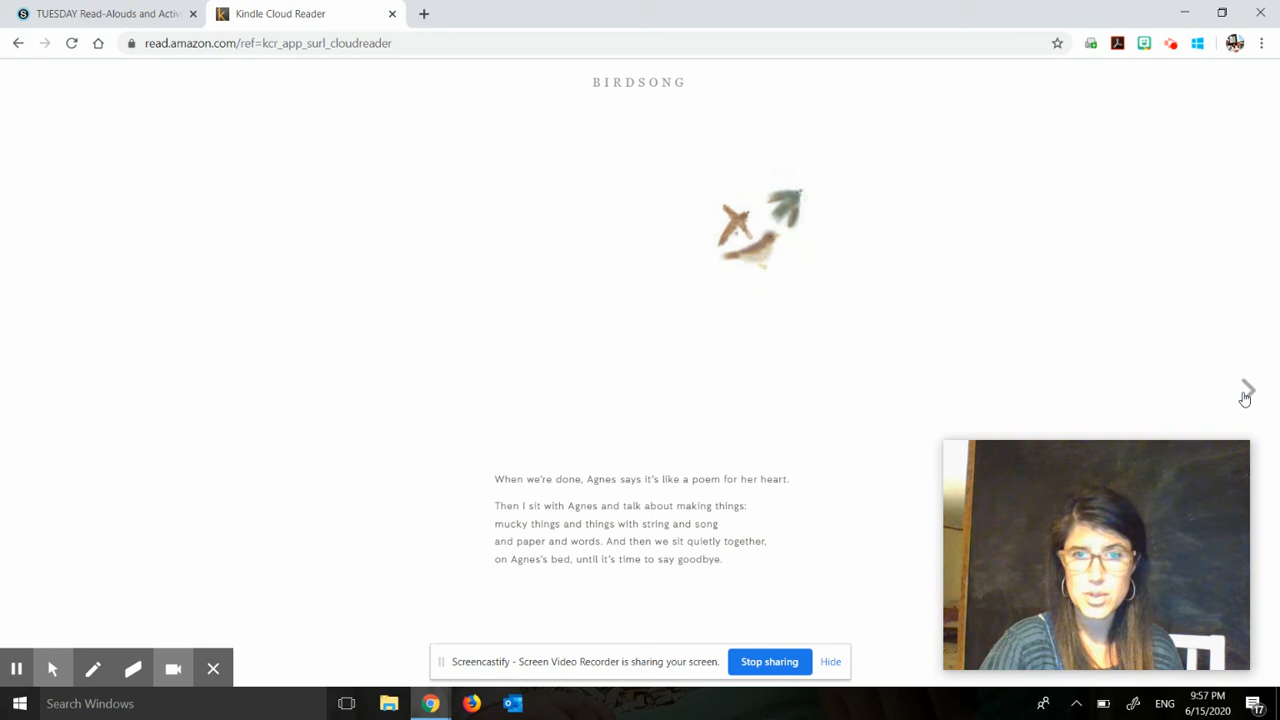 TUESDAY Read-Alouds and Activ
Kindle Cloud Reader
read.amazon.com/ref=kcr_app_surl_cloudreader
BIRDSONG
When we're done, Agnes says it's like a poem for her heart.
Then I sit with Agnes and talk about making things:
mucky things and things with string and song
and paper and words. And then we sit quietly together,
on Agnes's bed, until it's time to say goodbye.
Screencastify - Screen Video Recorder is sharing your screen.
Stop sharing
Hide
Search Windows
ENG
9:57 PM
6/15/2020
17